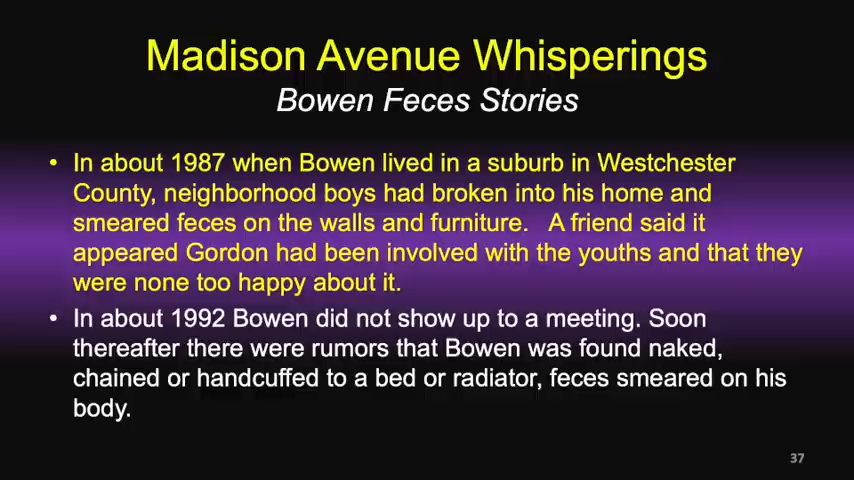 Madison Avenue Whisperings
Bowen Feces Stories
• In about 1987 when Bowen lived in a suburb in Westchester
County, neighborhood boys had broken into his home and
smeared feces on the walls and furniture.   A friend said it
appeared Gordon had been involved with the youths and that they
were none too happy about it.
• In about 1992 Bowen did not show up to a meeting. Soon
thereafter there were rumors that Bowen was found naked,
chained or handcuffed to a bed or radiator, feces smeared on his
body.
37